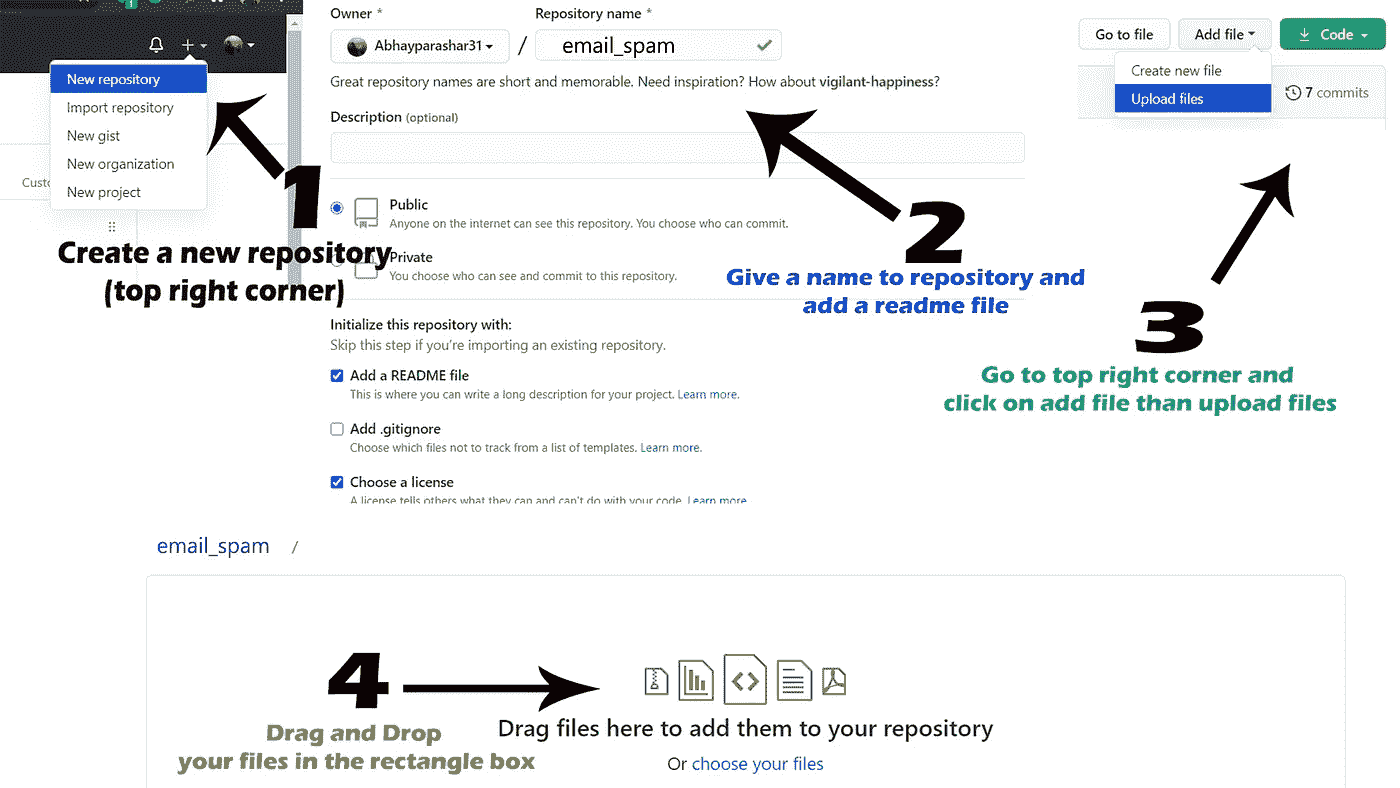 New repository
Import repository
New gist
New organization
New project
1
Create a new repository
(top right corner)
Owner *
Repository name *
Abhayparashar31
/
email_spam
Great repository names are short and memorable. Need inspiration? How about vigilant-happiness?
Description (optional)
Public
Anyone on the internet can see this repository. You choose who can commit.
Private
You choose who can see and commit to this repository.
Initialize this repository with:
Skip this step if you're importing an existing repository.
Add a README file
This is where you can write a long description for your project. Learn more.
Add .gitignore
Choose which files not to track from a list of templates. Learn more.
Choose a license
A license tells others what they can and can't do with your code. Learn more
2
Give a name to repository and
add a readme file
Go to file
Add file
Code
Create new file
Upload files
7 commits
3
Go to top right corner and
click on add file than upload files
email_spam /
4
Drag and Drop
your files in the rectangle box
Drag files here to add them to your repository
Or choose your files